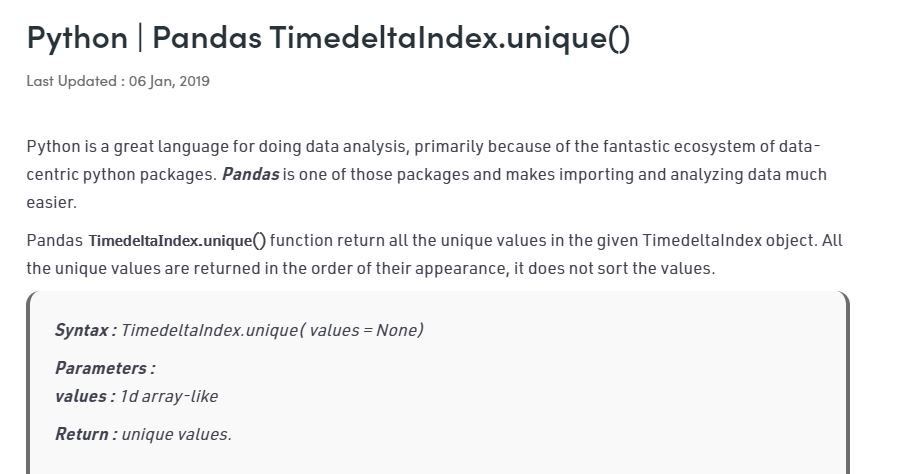 Python | Pandas TimedeltaIndex.unique()
Last Updated : 06 Jan, 2019
Python is a great language for doing data analysis, primarily because of the fantastic ecosystem of data-
centric python packages. Pandas is one of those packages and makes importing and analyzing data much
easier.
Pandas TimedeltaIndex.unique() function return all the unique values in the given TimedeltaIndex object. All
the unique values are returned in the order of their appearance, it does not sort the values.
Syntax : TimedeltaIndex.unique( values = None)
Parameters :
values : 1d array-like
Return : unique values.